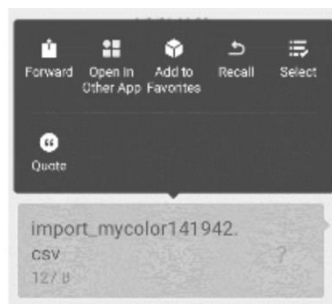 Forward Open In Add to Recall Select
Other App Favorites
Quote
import_mycolor141942.
csv
127 B
?